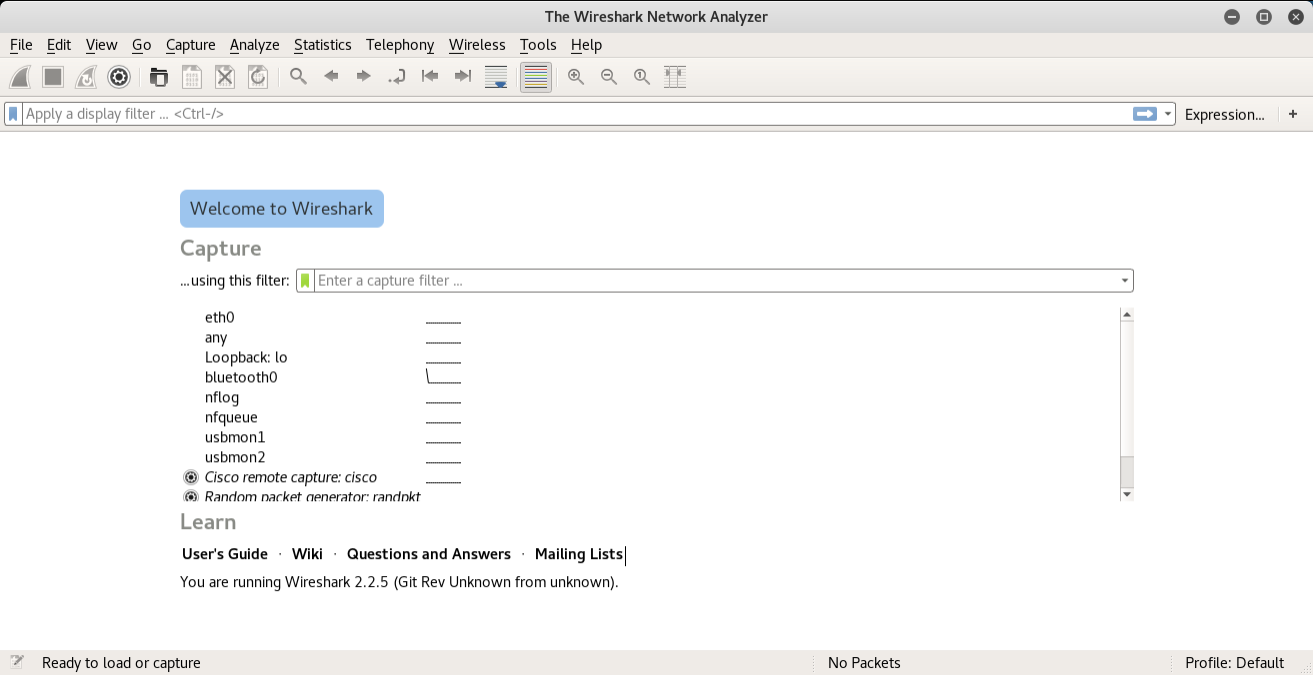 The Wireshark Network Analyzer
File Edit View Go Capture Analyze Statistics Telephony Wireless Tools Help
Apply a display filter ... <Ctrl-/> Expression... +
Welcome to Wireshark
Capture
...using this filter: Enter a capture filter ...
eth0
any
Loopback: lo
bluetooth0
nflog
nfqueue
usbmon1
usbmon2
Cisco remote capture: cisco
Random packet generator: randpkt
Learn
User's Guide · Wiki · Questions and Answers · Mailing Lists
You are running Wireshark 2.2.5 (Git Rev Unknown from unknown).
Ready to load or capture No Packets Profile: Default